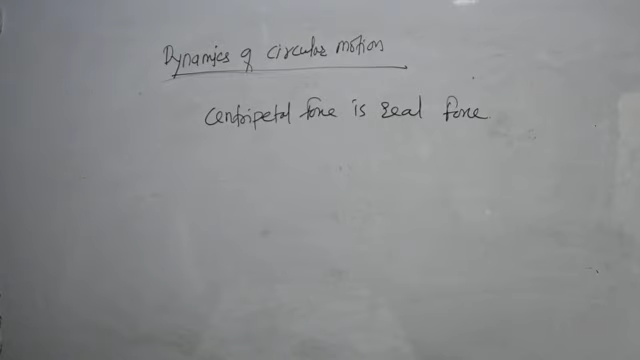 Dynamics of circular motion
Centripetal force is real force